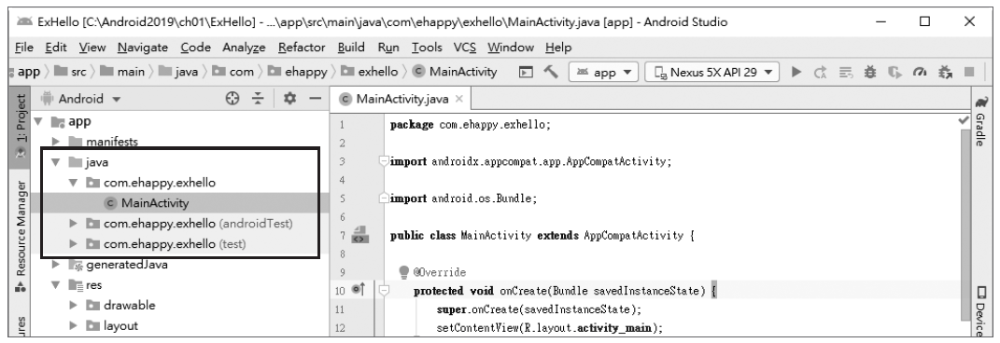 ExHello [C:\Android2019\ch01\ExHello] - ...\app\src\main\java\com\ehappy\exhello\MainActivity.java [app] - Android Studio
File Edit View Navigate Code Analyze Refactor Build Run Tools VCS Window Help
app src main java com ehappy exhello MainActivity app Nexus 5X API 29
1: Project
Resource Manager
Android
app
manifests
java
com.ehappy.exhello
MainActivity
com.ehappy.exhello (androidTest)
com.ehappy.exhello (test)
generatedJava
res
drawable
layout
MainActivity.java
1 package com.ehappy.exhello;
2
3 import androidx.appcompat.app.AppCompatActivity;
4
5 import android.os.Bundle;
6
7 public class MainActivity extends AppCompatActivity {
8
9 @Override
10 protected void onCreate(Bundle savedInstanceState) {
11 super.onCreate(savedInstanceState);
12 setContentView(R.layout.activity_main);
Gradle
Device